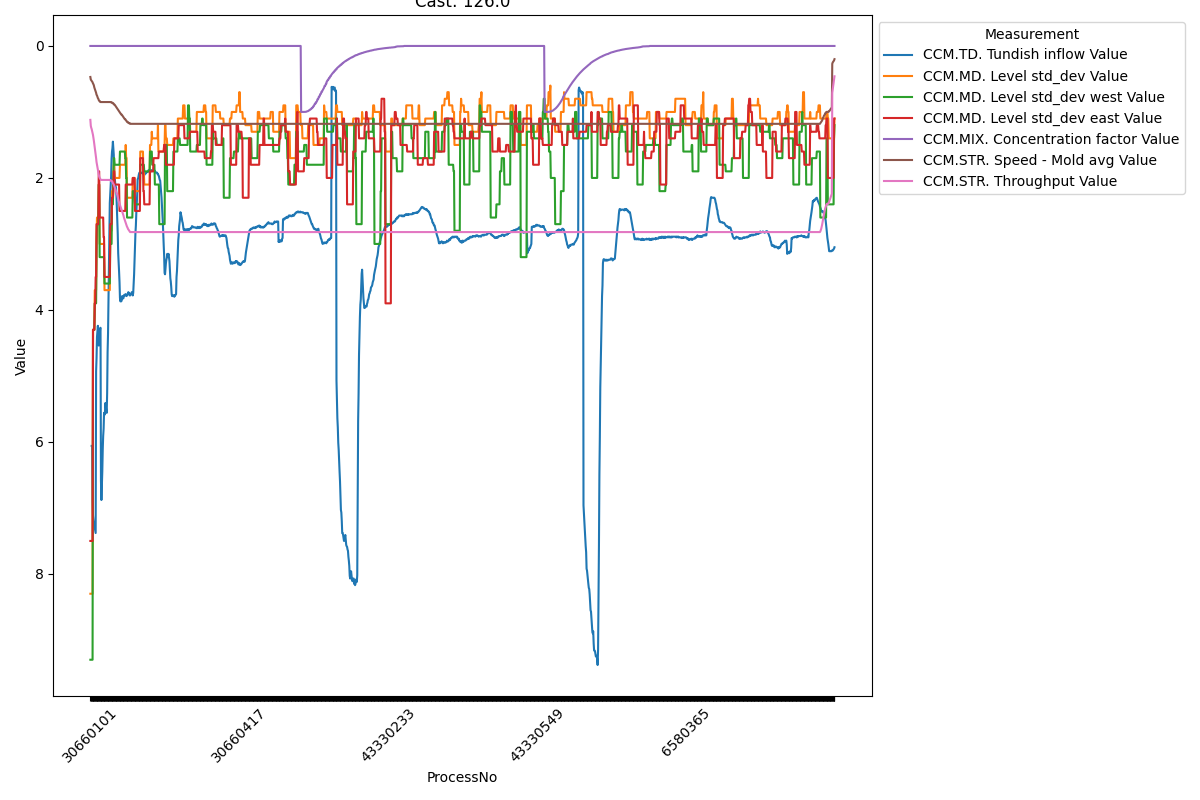 Cast: 126.0
Measurement
CCM.TD. Tundish inflow Value
CCM.MD. Level std_dev Value
CCM.MD. Level std_dev west Value
CCM.MD. Level std_dev east Value
CCM.MIX. Concentration factor Value
CCM.STR. Speed - Mold avg Value
CCM.STR. Throughput Value
0
2
4
6
8
Value
30660101
30660417
43330233
43330549
6580365
ProcessNo